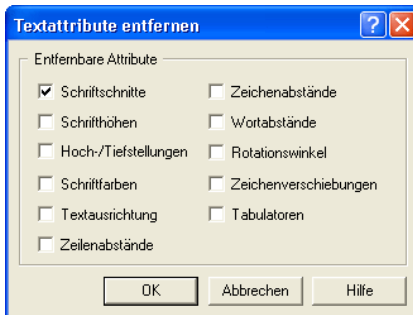 Textattribute entfernen
Entfernbare Attribute
Schriftschnitte
Schrifthöhen
Hoch-/Tiefstellungen
Schriftfarben
Textausrichtung
Zeilenabstände
Zeichenabstände
Wortabstände
Rotationswinkel
Zeichenverschiebungen
Tabulatoren
OK
Abbrechen
Hilfe